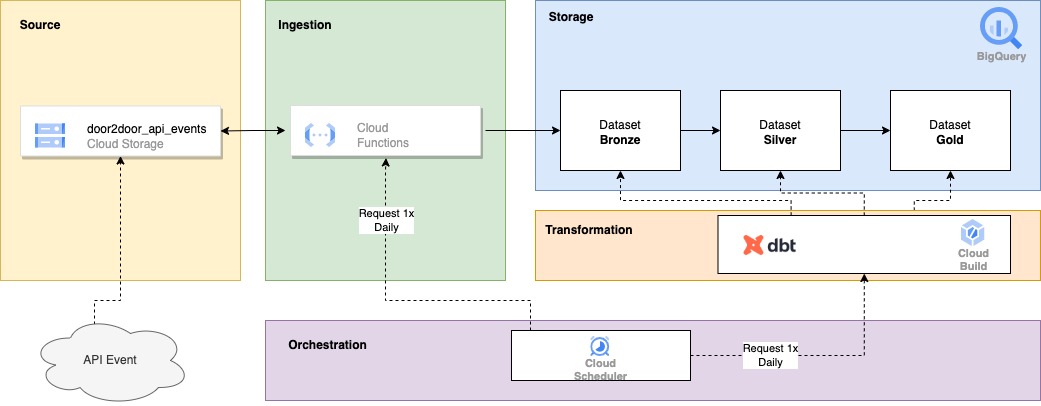 Source
Ingestion
Storage
BigQuery
door2door_api_events
Cloud Storage
Cloud
Functions
Dataset
Bronze
Dataset
Silver
Dataset
Gold
Request 1x
Daily
Transformation
dbt
Cloud
Build
API Event
Orchestration
Cloud
Scheduler
Request 1x
Daily